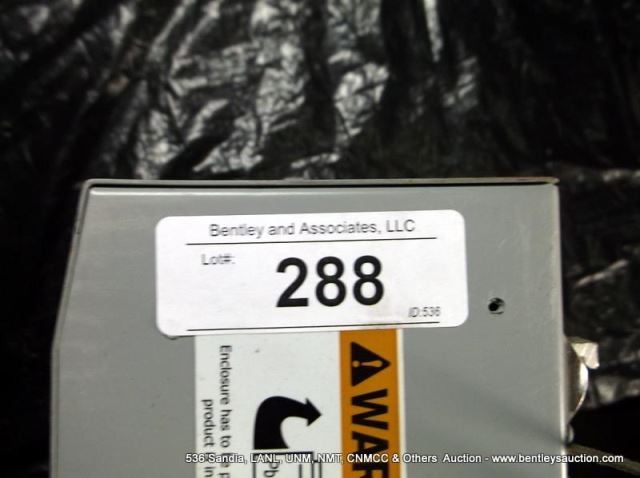 Bentley and Associates, LLC
Lot#:
288
ID:536
WAR
Enclosure has to
product
in
536 Sandia, LANL, UNM, NMT, CNMCC & Others Auction - www.bentleysauction.com